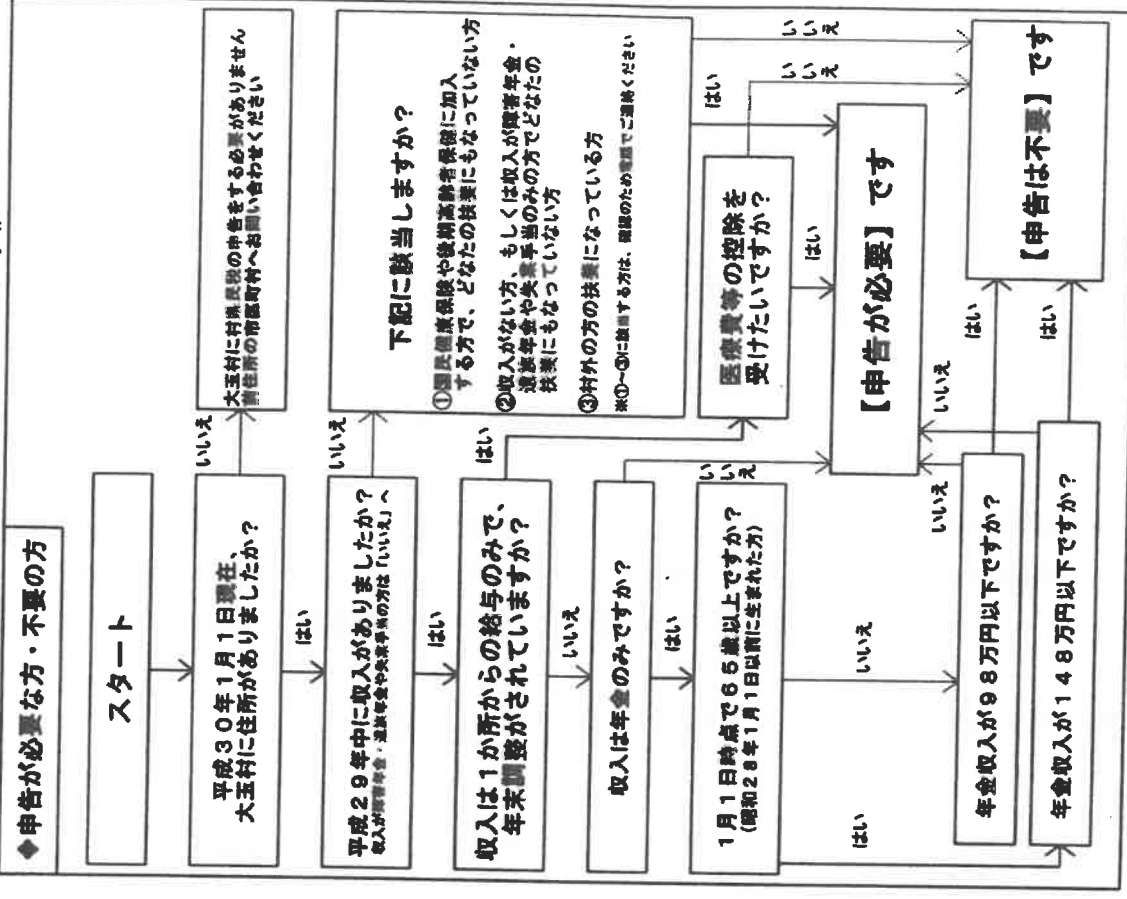 ◆申告が必要な方・不要の方
スタート
平成30年1月1日現在、
大玉村に住所がありましたか？
いいえ
大玉村に村県民税の申告をする必要がありません
前住所の市区町村へお問い合わせください
はい
平成29年中に収入がありましたか？
収入が障害年金・遺族年金や失業手当の方は「いいえ」へ
いいえ
下記に該当しますか？
①国民健康保険や後期高齢者保健に加入
する方で、どなたの扶養にもなっていない方
②収入がない方、もしくは収入が障害年金・
遺族年金や失業手当のみの方でどなたの
扶養にもなっていない方
③村外の方の扶養になっている方
※①～③に該当する方は、確認のため電話でご連絡ください
はい
収入は1か所からの給与のみで、
年末調整がされていますか？
はい
医療費等の控除を
受けたいですか？
いいえ
収入は年金のみですか？
はい
いいえ
1月1日時点で65歳以上ですか？
(昭和28年1月1日以前に生まれた方)
はい
いいえ
年金収入が98万円以下ですか？
年金収入が148万円以下ですか？
いいえ
いいえ
はい
はい
はい
はい
いいえ
いいえ
【申告が必要】です
【申告は不要】です